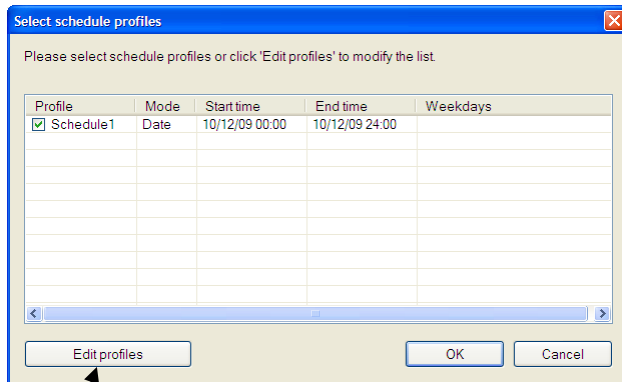 Select schedule profiles
Please select schedule profiles or click 'Edit profiles' to modify the list.
Profile Mode Start time End time Weekdays
Schedule1 Date 10/12/09 00:00 10/12/09 24:00
Edit profiles OK Cancel